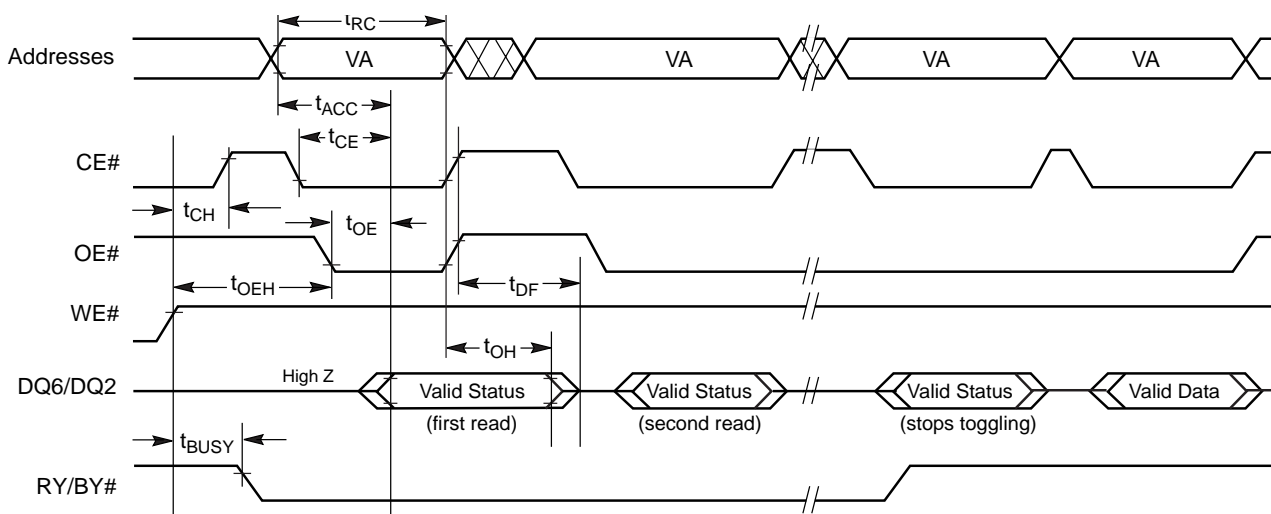 tRC
Addresses
VA
VA
VA
VA
tACC
tCE
CE#
tCH
tOE
OE#
tOEH
tDF
WE#
tOH
DQ6/DQ2
High Z
Valid Status
Valid Status
Valid Status
Valid Data
(first read)
(second read)
(stops toggling)
tBUSY
RY/BY#